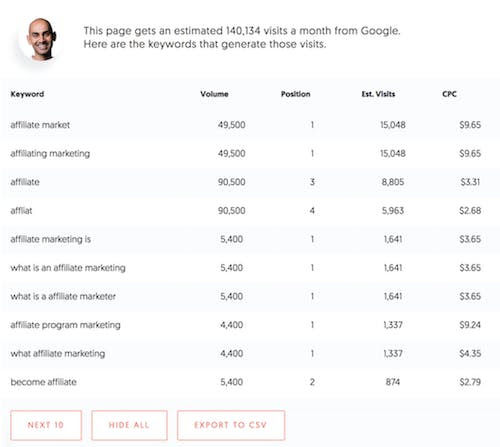 This page gets an estimated 140,134 visits a month from Google.
Here are the keywords that generate those visits.
Keyword Volume Position Est. Visits CPC
affiliate market 49,500 1 15,048 $9.65
affiliating marketing 49,500 1 15,048 $9.65
affiliate 90,500 3 8,805 $3.31
affliat 90,500 4 5,963 $2.68
affiliate marketing is 5,400 1 1,641 $3.65
what is an affiliate marketing 5,400 1 1,641 $3.65
what is a affiliate marketer 5,400 1 1,641 $3.65
affiliate program marketing 4,400 1 1,337 $9.24
what affiliate marketing 4,400 1 1,337 $4.35
become affiliate 5,400 2 874 $2.79
NEXT 10 HIDE ALL EXPORT TO CSV